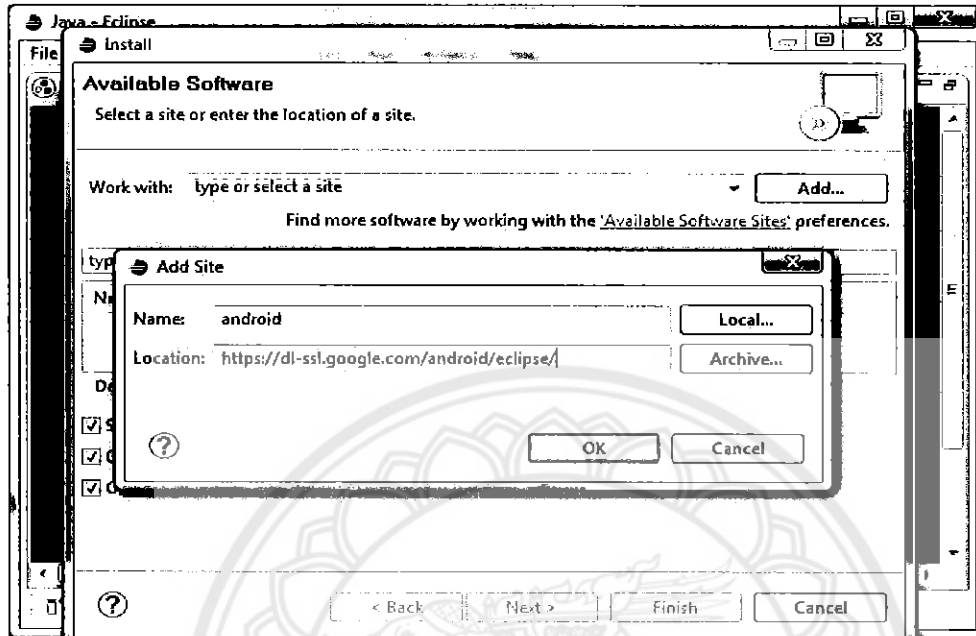 Java - Eclipse
File
Install
Available Software
Select a site or enter the location of a site.
Work with: type or select a site
Add...
Find more software by working with the 'Available Software Sites' preferences.
typ
Add Site
Name: android
Local...
Location: https://dl-ssl.google.com/android/eclipse/
Archive...
De
OK
Cancel
< Back
Next >
Finish
Cancel